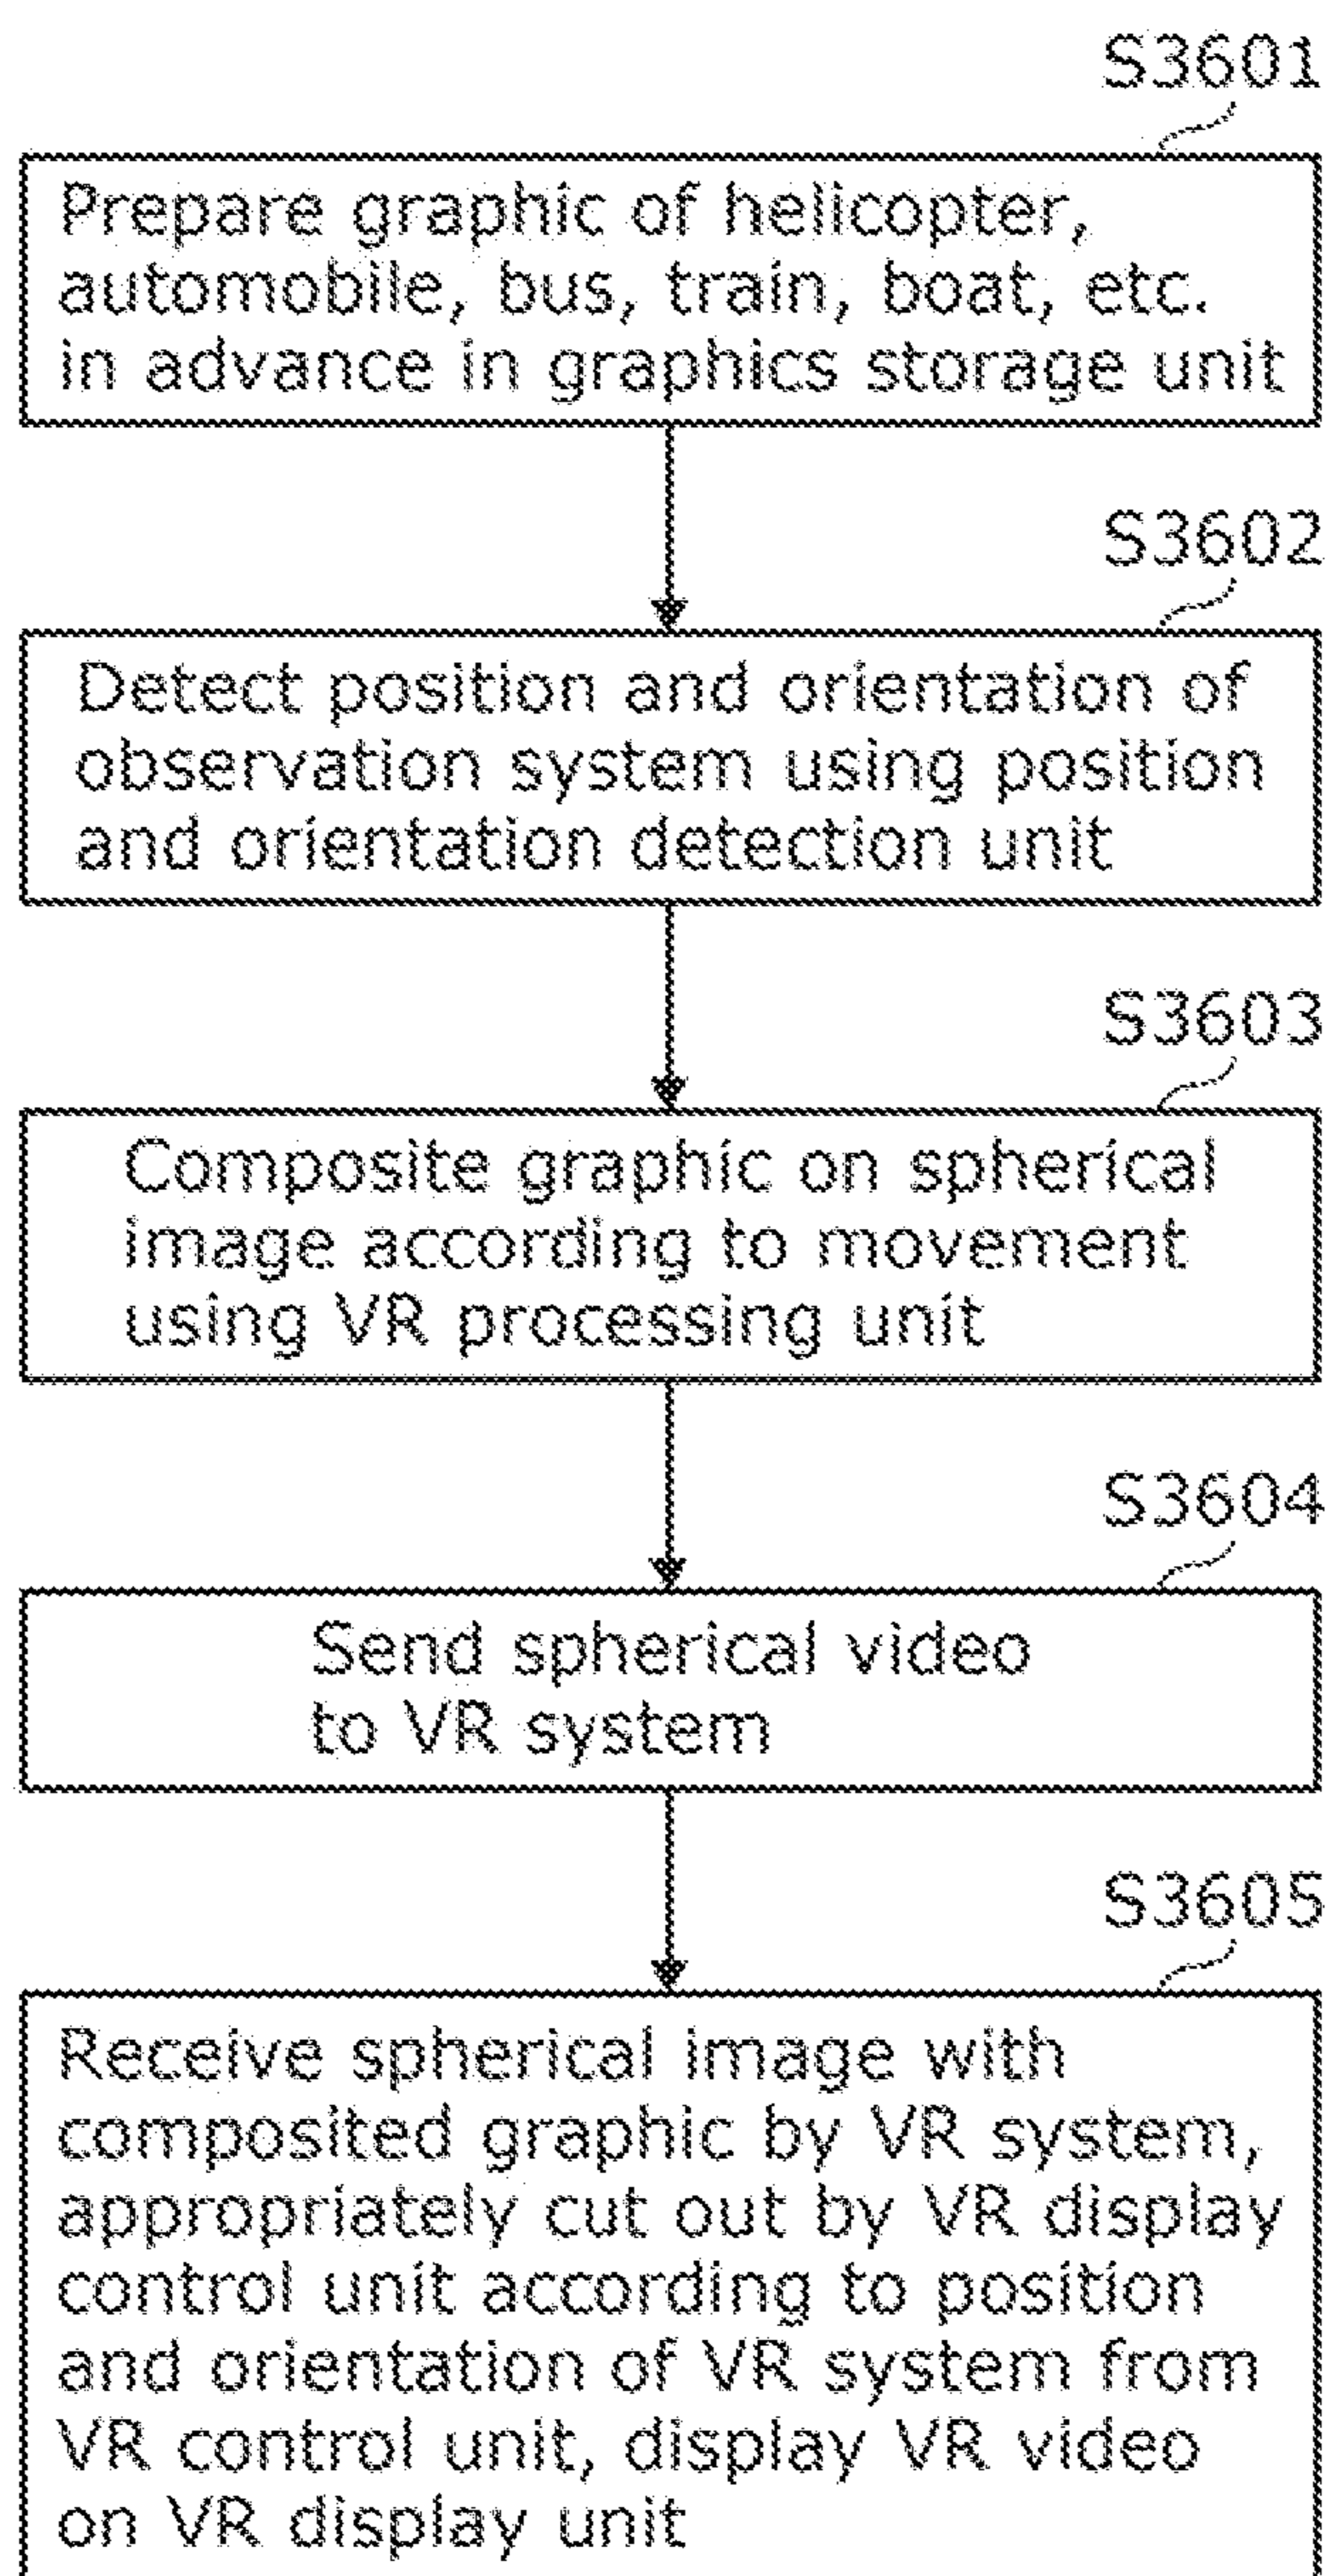 S3601
Prepare graphic of helicopter,
automobile, bus, train, boat, etc.
in advance in graphics storage unit
S3602
Detect position and orientation of
observation system using position
and orientation detection unit
S3603
Composite graphic on spherical
image according to movement
using VR processing unit
S3604
Send spherical video
to VR system
S3605
Receive spherical image with
composited graphic by VR system,
appropriately cut out by VR display
control unit according to position
and orientation of VR system from
VR control unit, display VR video
on VR display unit